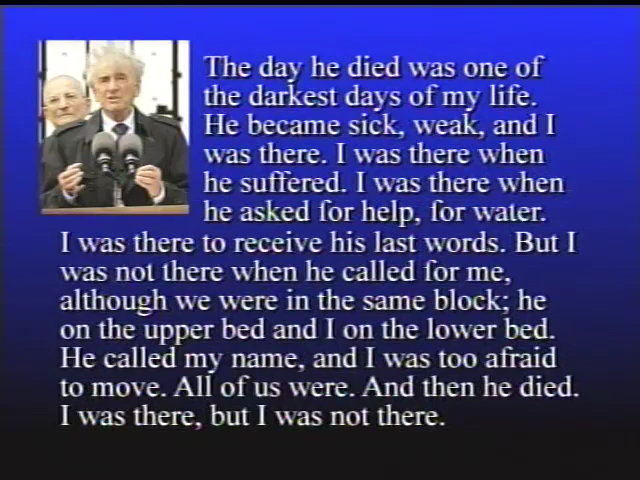 The day he died was one of
the darkest days of my life.
He became sick, weak, and I
was there. I was there when
he suffered. I was there when
he asked for help, for water.
I was there to receive his last words. But I
was not there when he called for me,
although we were in the same block; he
on the upper bed and I on the lower bed.
He called my name, and I was too afraid
to move. All of us were. And then he died.
I was there, but I was not there.